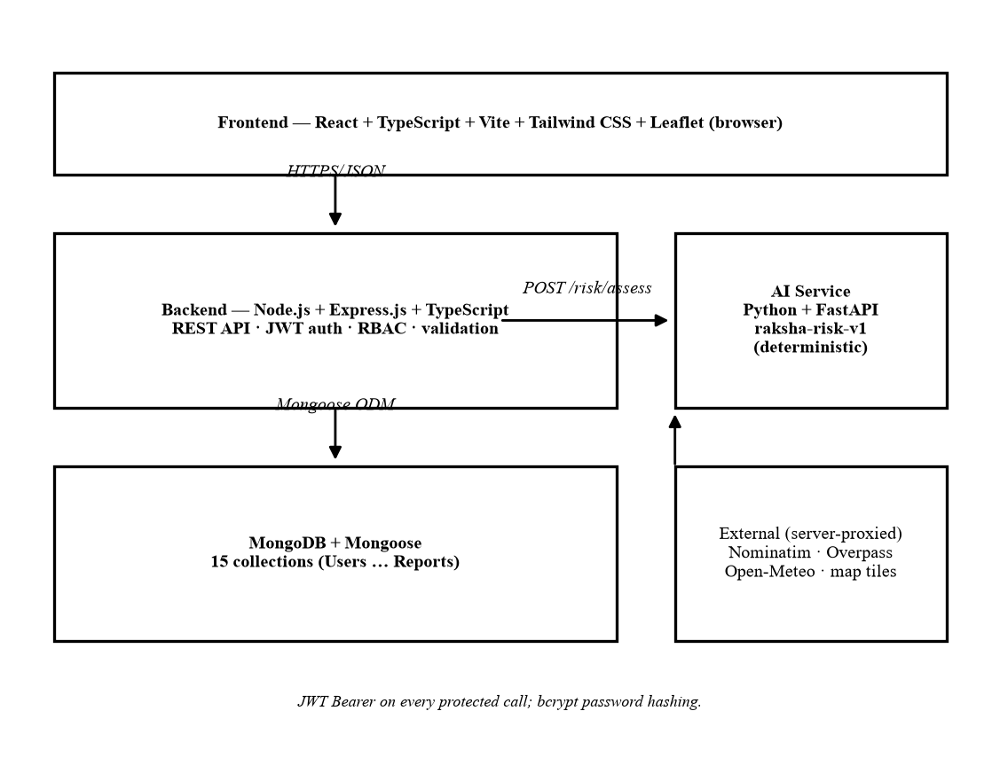 Frontend — React + TypeScript + Vite + Tailwind CSS + Leaflet (browser)
HTTPS/JSON
Backend — Node.js + Express.js + TypeScript
REST API · JWT auth · RBAC · validation
POST /risk/assess
AI Service
Python + FastAPI
raksha-risk-v1
(deterministic)
Mongoose ODM
MongoDB + Mongoose
15 collections (Users … Reports)
External (server-proxied)
Nominatim · Overpass
Open-Meteo · map tiles
JWT Bearer on every protected call; bcrypt password hashing.